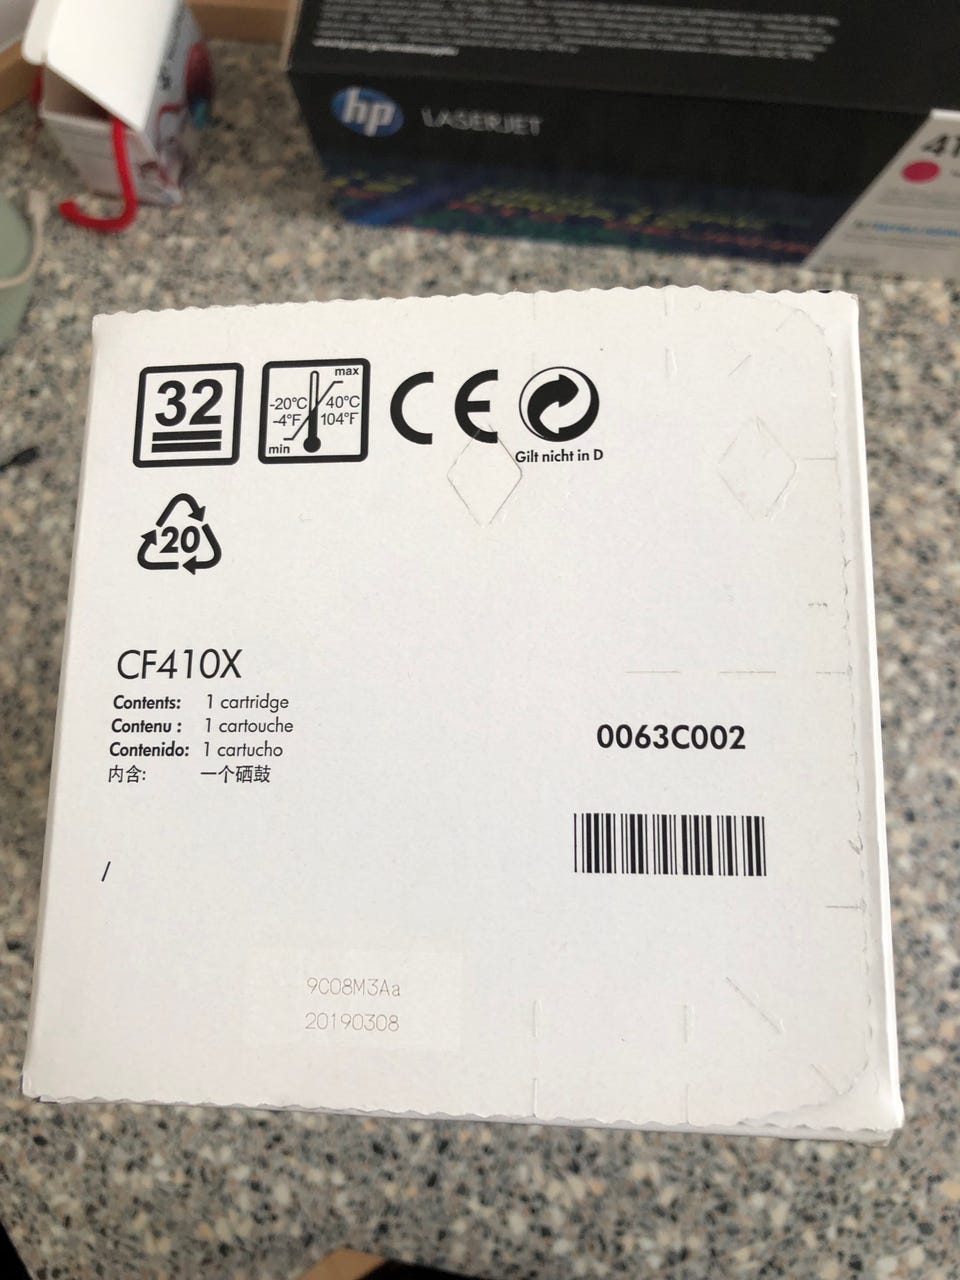 hp LASERJET
32
max
-20°C 40°C
-4°F 104°F
min
CE
Gilt nicht in D
20
CF410X
Contents: 1 cartridge
Contenu : 1 cartouche
Contenido: 1 cartucho
内含: 一个硒鼓
0063C002
/
9C08M3Aa
20190308